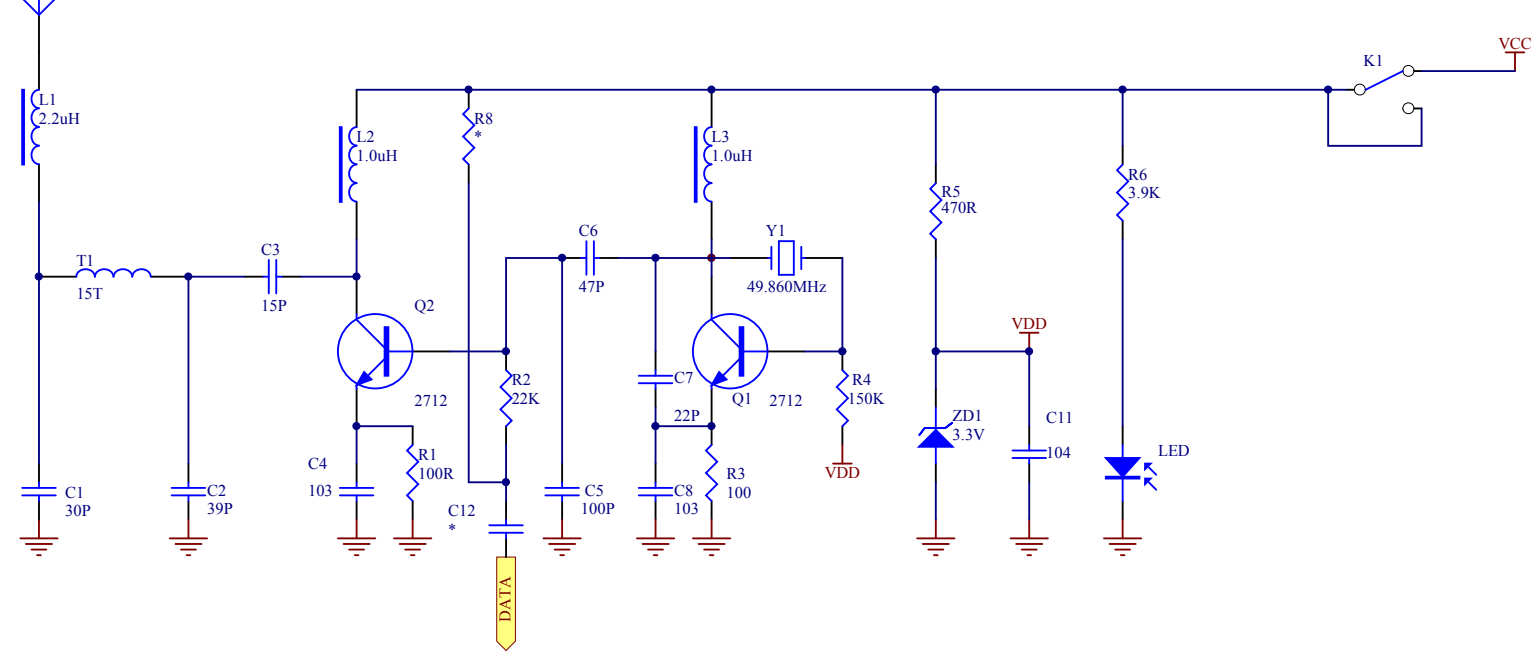 VCC
K1
L1
2.2uH
R8
*
L2
1.0uH
L3
1.0uH
R6
3.9K
R5
470R
C6
47P
Y1
49.860MHz
C3
15P
T1
15T
Q2
2712
VDD
R2
22K
C7
22P
Q1
2712
R4
150K
VDD
ZD1
3.3V
C11
104
LED
C4
103
R1
100R
R3
100
C1
30P
C2
39P
C12
*
C5
100P
C8
103
DATA